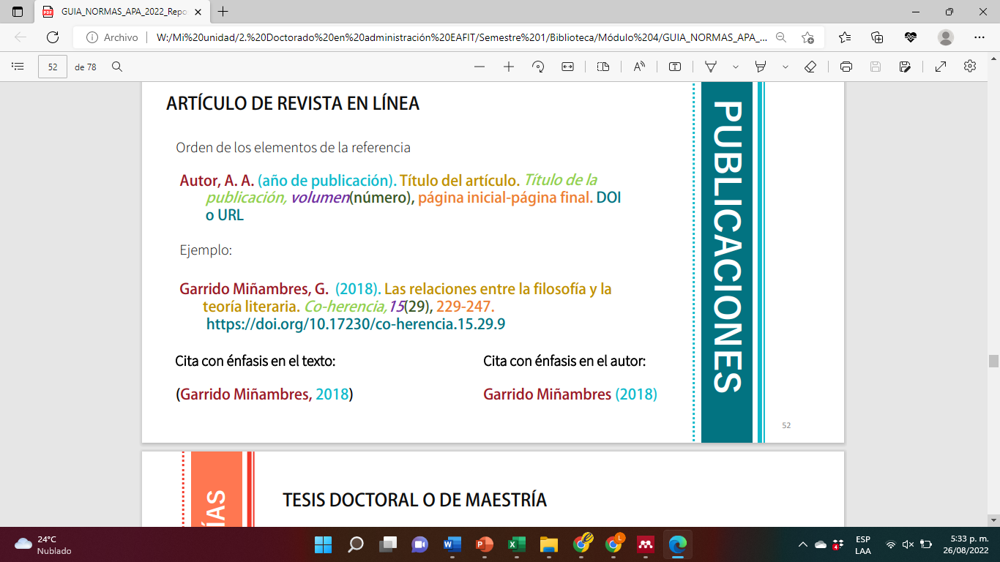 GUIA_NORMAS_APA_2022_Repo
Archivo
W:/Mi%20unidad/2.%20Doctorado%20en%20administración%20EAFIT/Semestre%201/Biblioteca/Módulo%204/GUIA_NORMAS_APA_...
52 de 78
ARTÍCULO DE REVISTA EN LÍNEA
Orden de los elementos de la referencia
Autor, A. A. (año de publicación). Título del artículo. Título de la
publicación, volumen(número), página inicial-página final. DOI
o URL
Ejemplo:
Garrido Miñambres, G. (2018). Las relaciones entre la filosofía y la
teoría literaria. Co-herencia,15(29), 229-247.
https://doi.org/10.17230/co-herencia.15.29.9
Cita con énfasis en el texto:
(Garrido Miñambres, 2018)
Cita con énfasis en el autor:
Garrido Miñambres (2018)
PUBLICACIONES
52
ÍAS
TESIS DOCTORAL O DE MAESTRÍA
24°C
Nublado
ESP
LAA
5:33 p. m.
26/08/2022